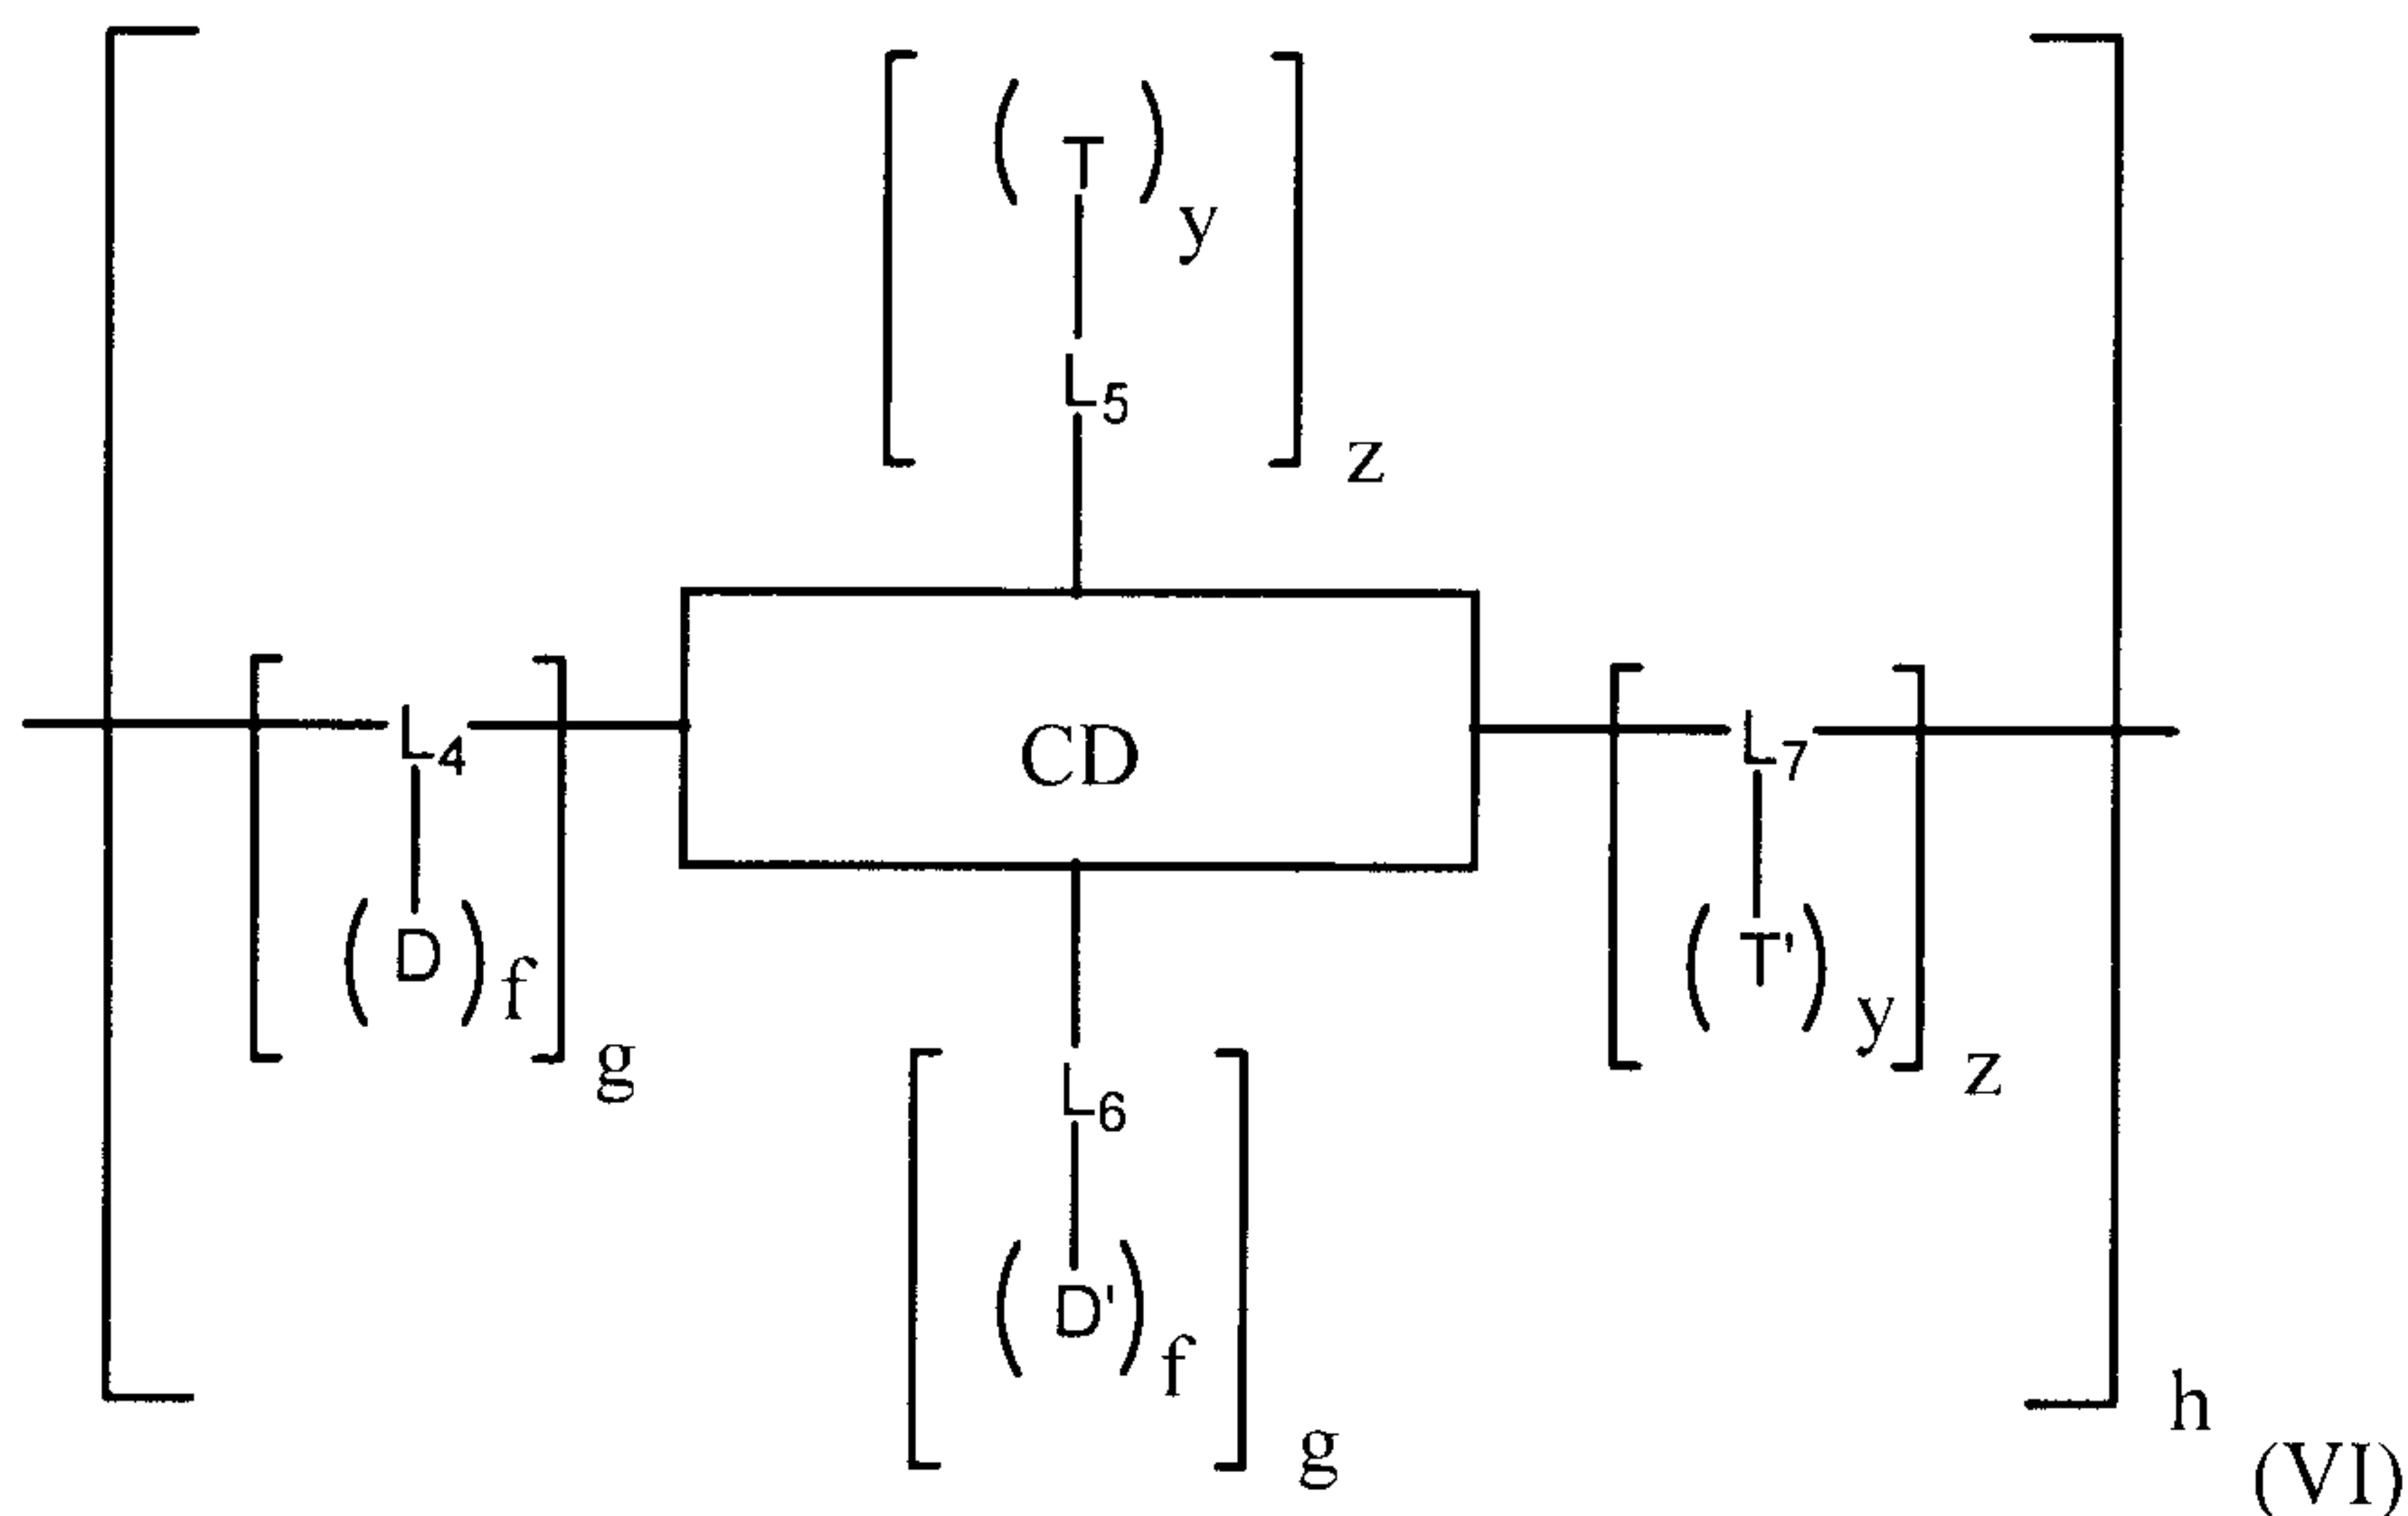 ( T ) y
L5
z
L4
CD
L7
( D ) f
g
( T' ) y
z
L6
( D' ) f
g
h
(VI)